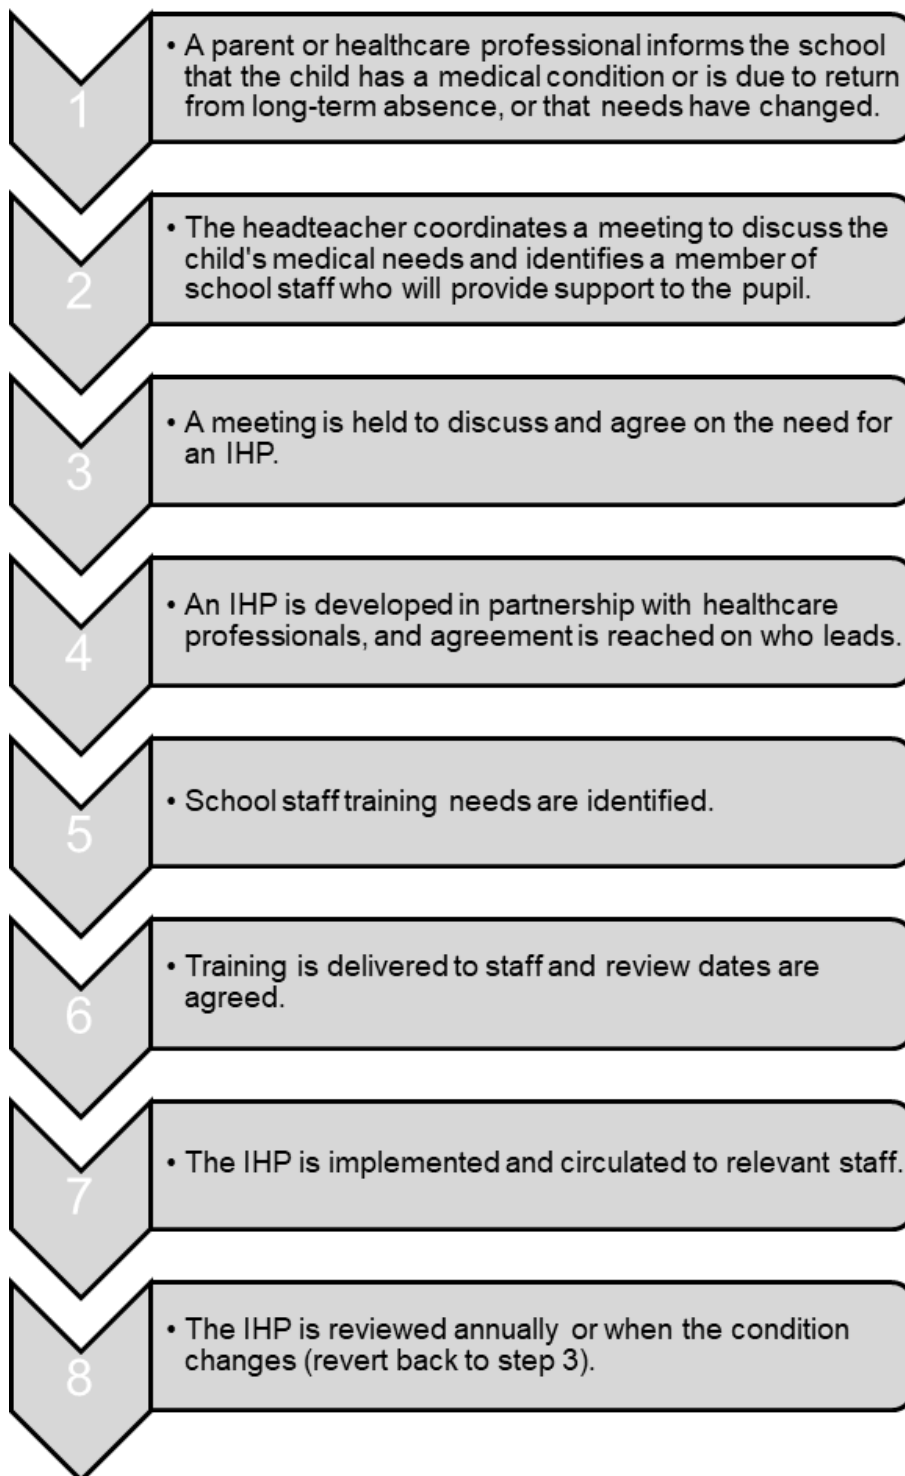 1
• A parent or healthcare professional informs the school
that the child has a medical condition or is due to return
from long-term absence, or that needs have changed.
2
• The headteacher coordinates a meeting to discuss the
child's medical needs and identifies a member of
school staff who will provide support to the pupil.
3
• A meeting is held to discuss and agree on the need for
an IHP.
4
• An IHP is developed in partnership with healthcare
professionals, and agreement is reached on who leads.
5
• School staff training needs are identified.
6
• Training is delivered to staff and review dates are
agreed.
7
• The IHP is implemented and circulated to relevant staff.
8
• The IHP is reviewed annually or when the condition
changes (revert back to step 3).